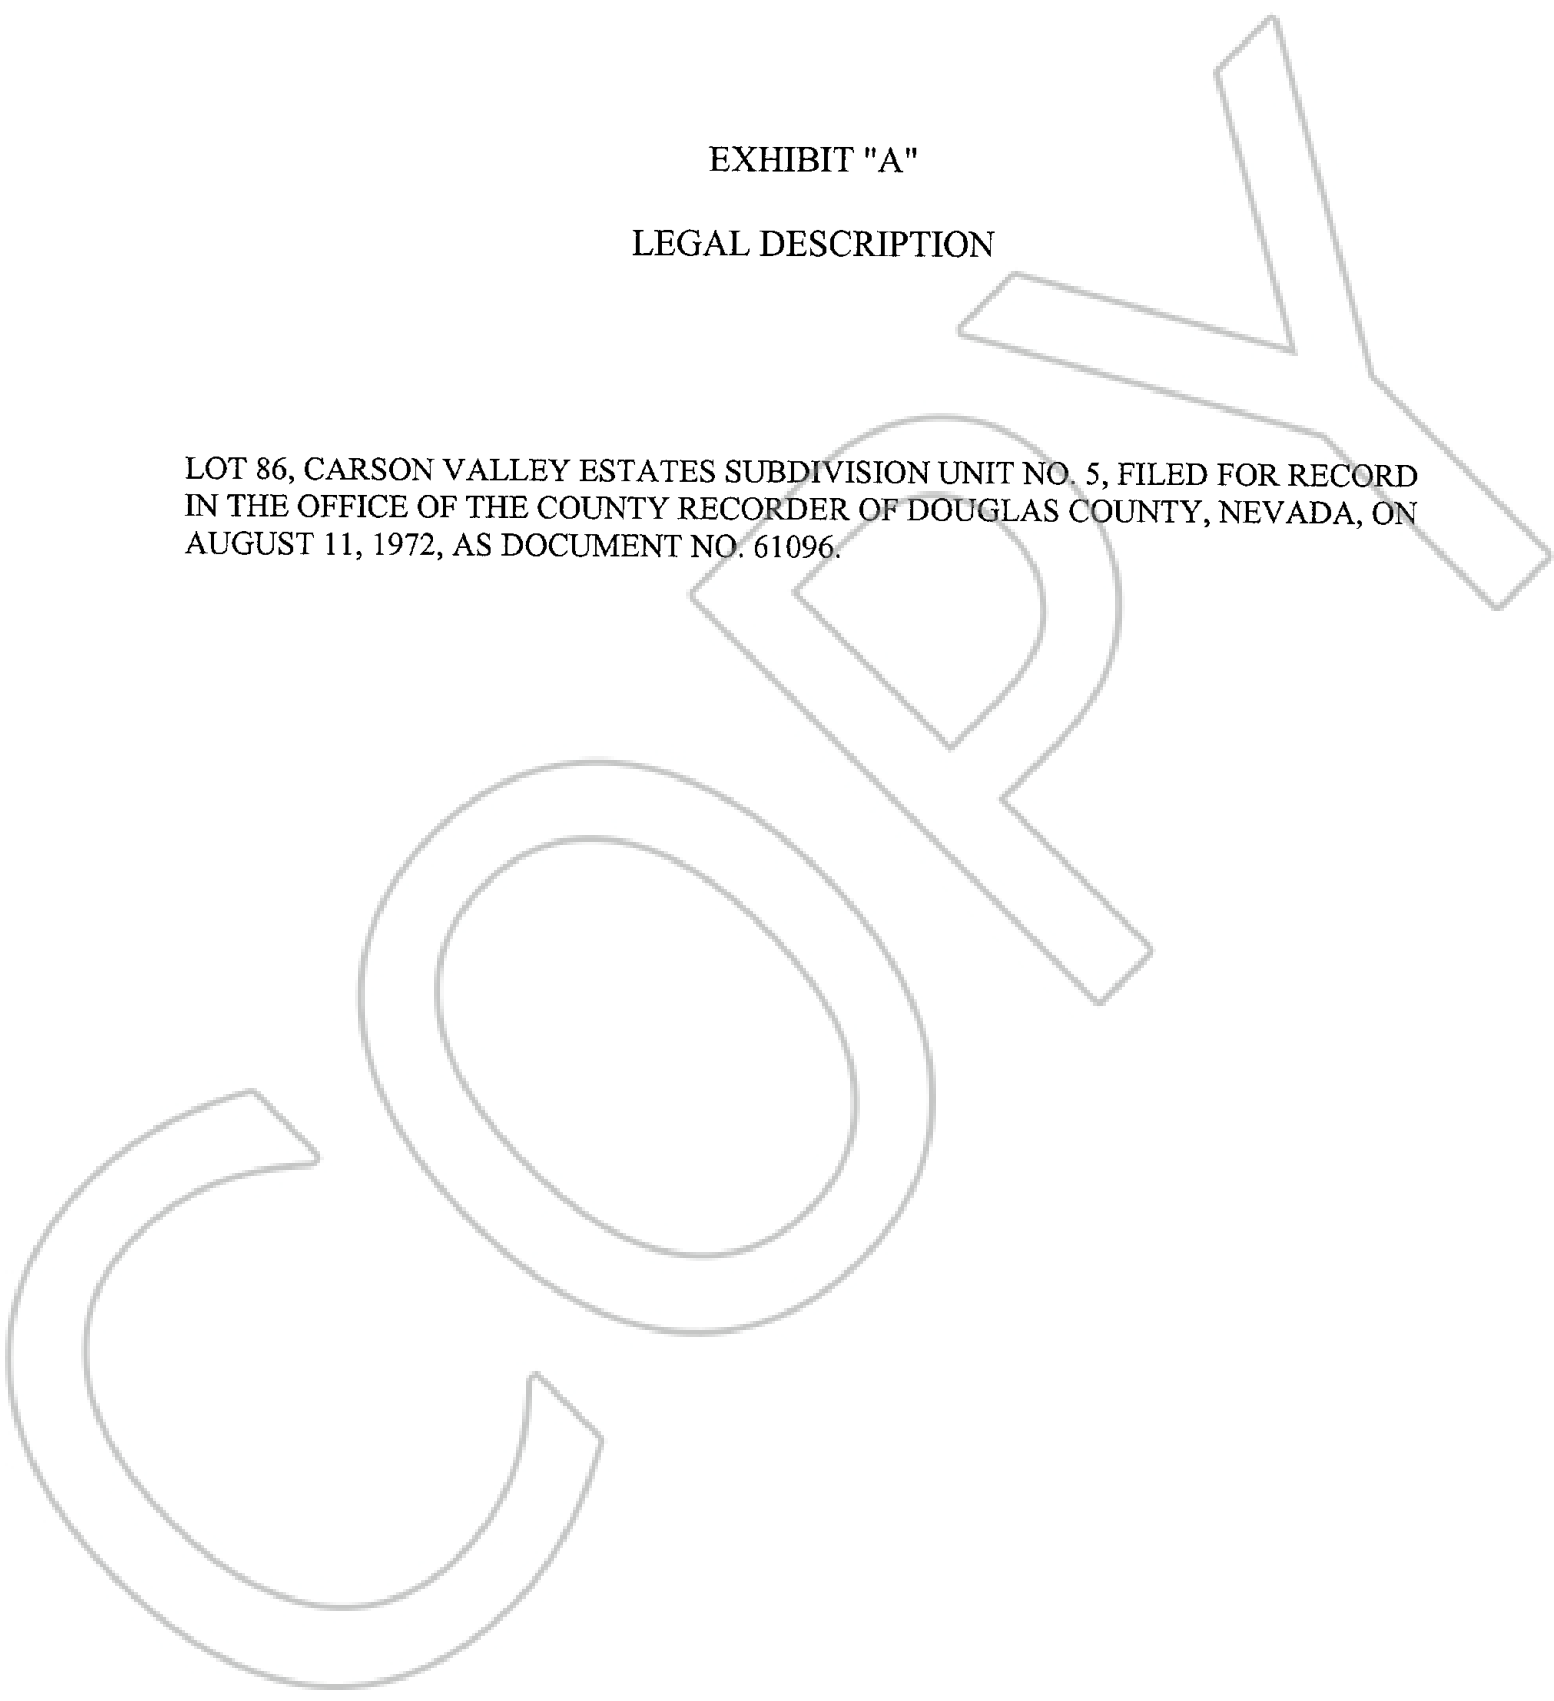 EXHIBIT "A"
LEGAL DESCRIPTION
LOT 86, CARSON VALLEY ESTATES SUBDIVISION UNIT NO. 5, FILED FOR RECORD
IN THE OFFICE OF THE COUNTY RECORDER OF DOUGLAS COUNTY, NEVADA, ON
AUGUST 11, 1972, AS DOCUMENT NO. 61096.
COPY